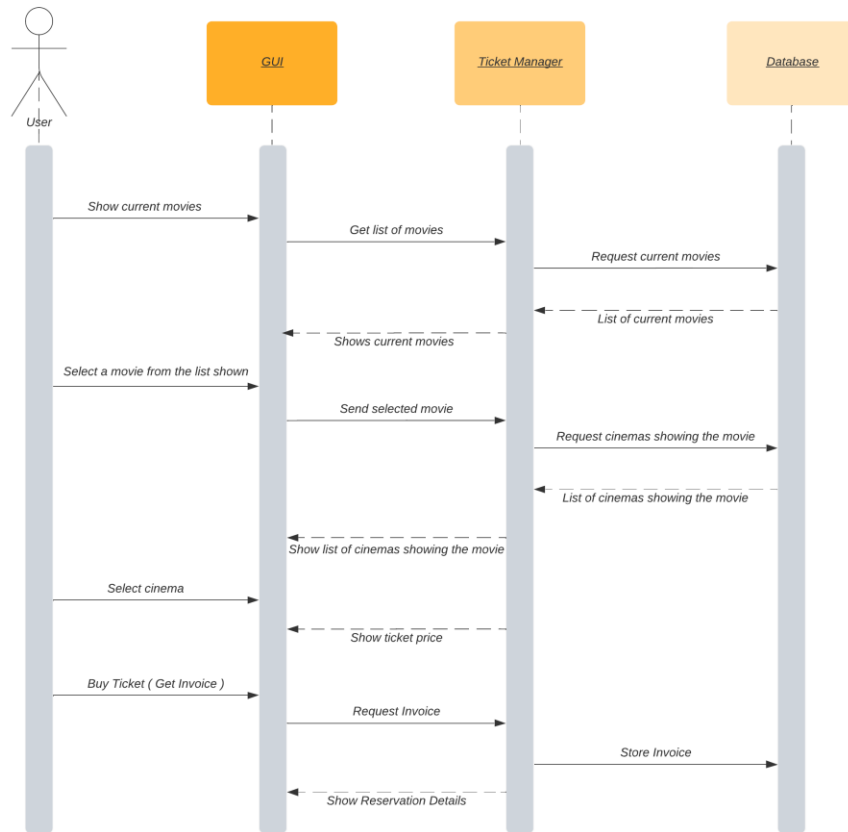 GUI
Ticket Manager
Database
User
Show current movies
Get list of movies
Request current movies
List of current movies
Shows current movies
Select a movie from the list shown
Send selected movie
Request cinemas showing the movie
List of cinemas showing the movie
Show list of cinemas showing the movie
Select cinema
Show ticket price
Buy Ticket ( Get Invoice )
Request Invoice
Store Invoice
Show Reservation Details